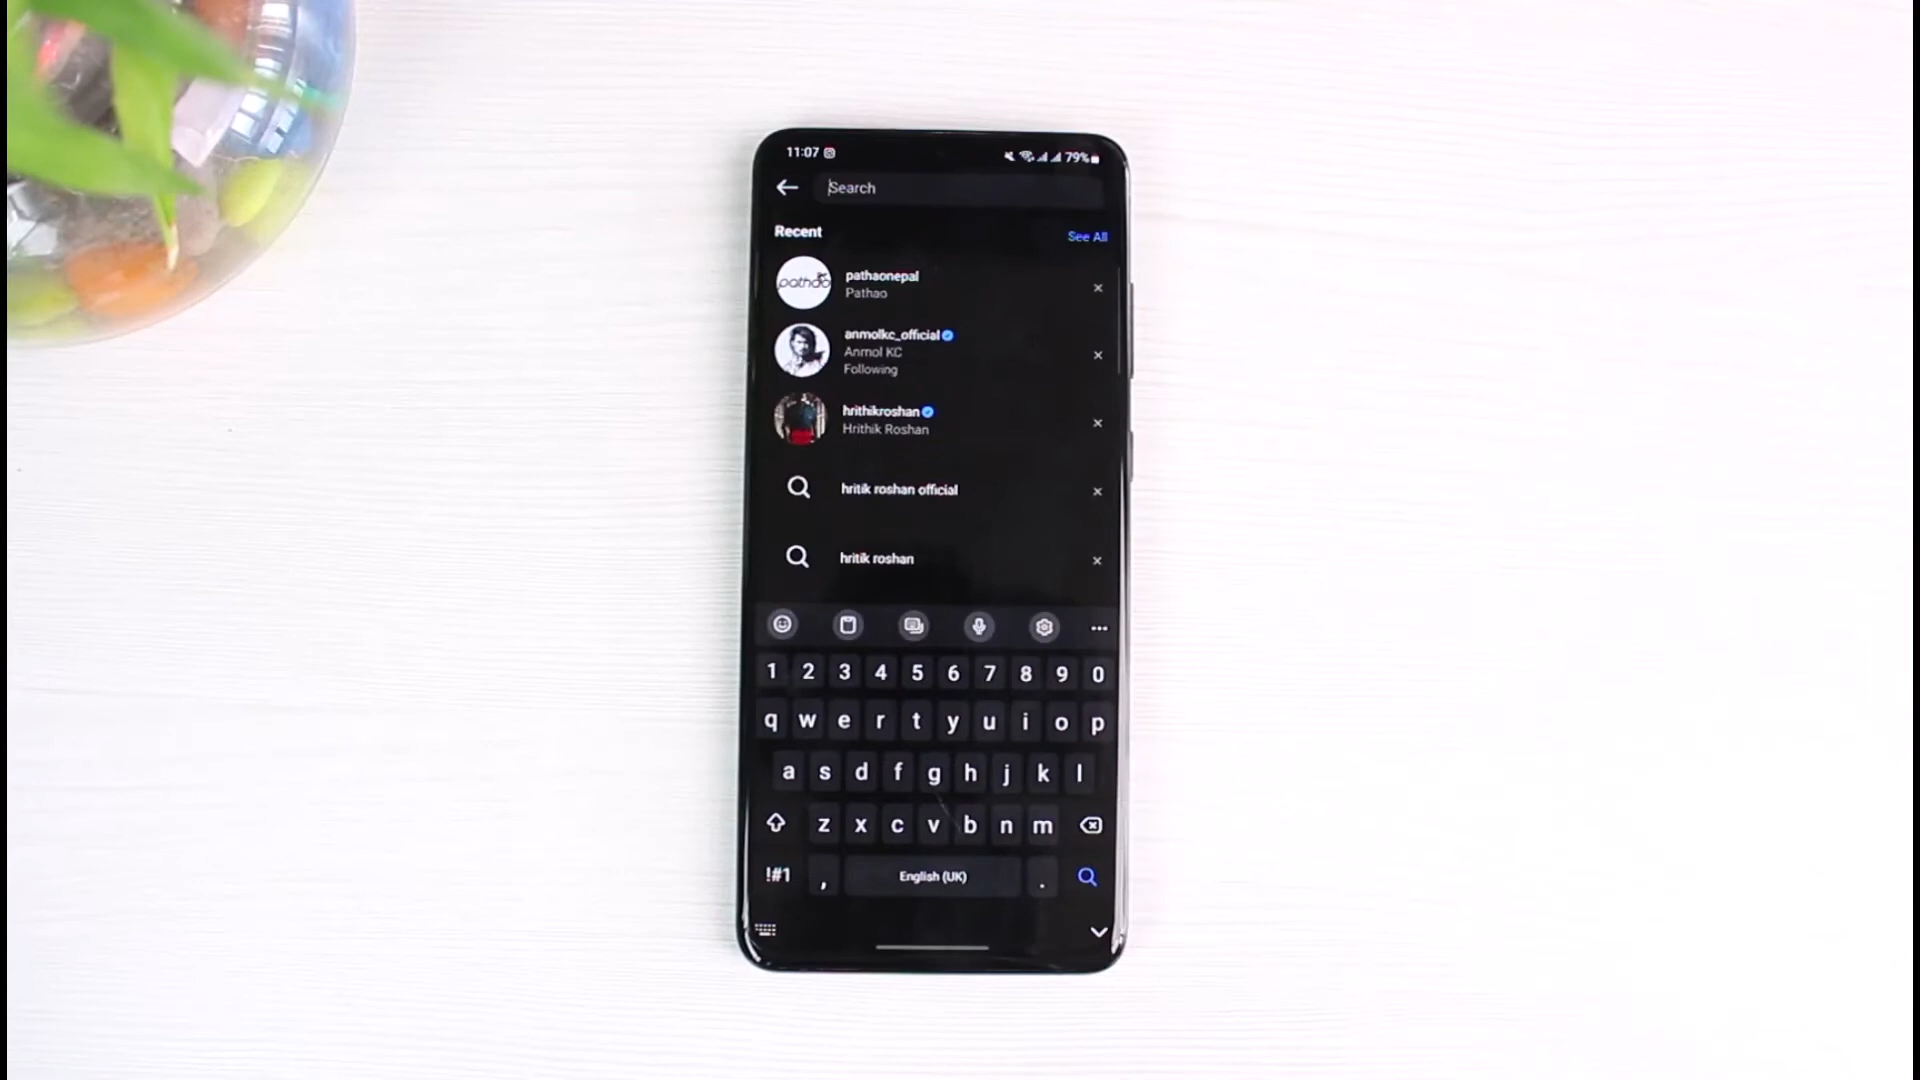 11:07
79%
Search
Recent
See All
pathao
pathaonepal
Pathao
anmolkc_official
Anmol KC
Following
hrithikroshan
Hrithik Roshan
hritik roshan official
hritik roshan
1 2 3 4 5 6 7 8 9 0
q w e r t y u i o p
a s d f g h j k l
z x c v b n m
!#1 , English (UK) .